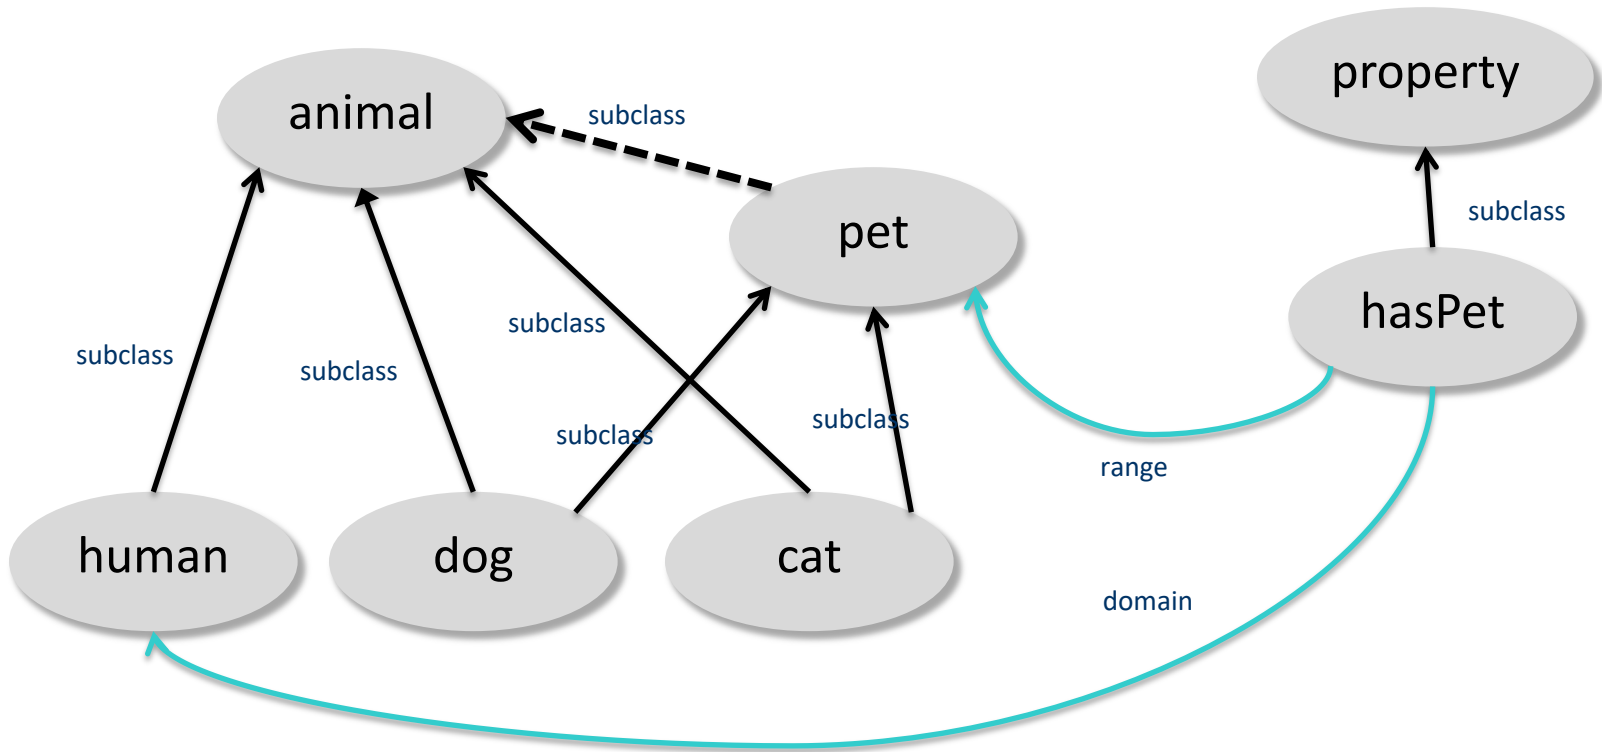 property
animal
subclass
pet
subclass
hasPet
subclass
subclass
subclass
subclass
subclass
range
human
dog
cat
domain